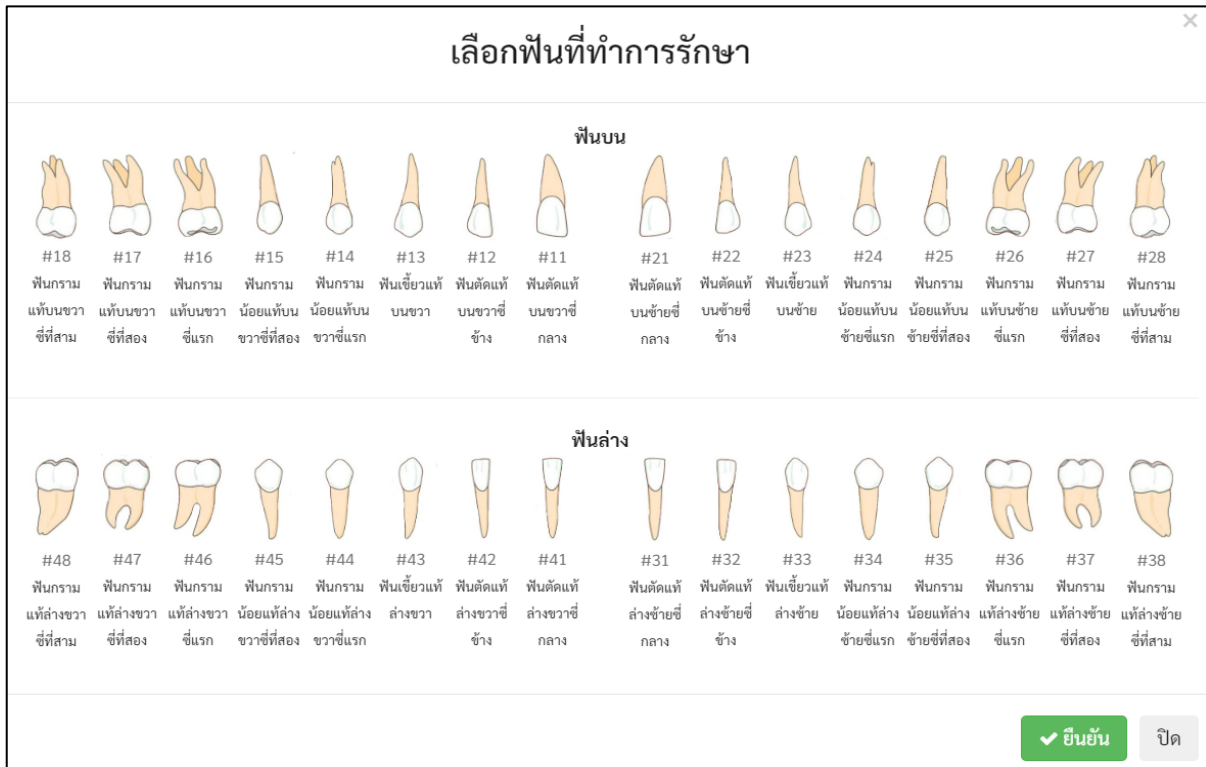 ×
เลือกฟันที่ทำการรักษา
ฟันบน
#18 #17 #16 #15 #14 #13 #12 #11 #21 #22 #23 #24 #25 #26 #27 #28
ฟันกราม ฟันกราม ฟันกราม ฟันกราม ฟันกราม ฟันเขี้ยวแท้ ฟันตัดแท้ ฟันตัดแท้ ฟันตัดแท้ ฟันตัดแท้ ฟันเขี้ยวแท้ ฟันกราม ฟันกราม ฟันกราม ฟันกราม ฟันกราม
แท้บนขวา แท้บนขวา แท้บนขวา น้อยแท้บน น้อยแท้บน บนขวา บนขวาซี่ บนขวาซี่ บนซ้ายซี่ บนซ้ายซี่ บนซ้าย น้อยแท้บน น้อยแท้บน แท้บนซ้าย แท้บนซ้าย แท้บนซ้าย
ซี่ที่สาม ซี่ที่สอง ซี่แรก ขวาซี่ที่สอง ขวาซี่แรก ข้าง กลาง กลาง ข้าง ซ้ายซี่แรก ซ้ายซี่ที่สอง ซี่แรก ซี่ที่สอง ซี่ที่สาม
ฟันล่าง
#48 #47 #46 #45 #44 #43 #42 #41 #31 #32 #33 #34 #35 #36 #37 #38
ฟันกราม ฟันกราม ฟันกราม ฟันกราม ฟันกราม ฟันเขี้ยวแท้ ฟันตัดแท้ ฟันตัดแท้ ฟันตัดแท้ ฟันตัดแท้ ฟันเขี้ยวแท้ ฟันกราม ฟันกราม ฟันกราม ฟันกราม ฟันกราม
แท้ล่างขวา แท้ล่างขวา แท้ล่างขวา น้อยแท้ล่าง น้อยแท้ล่าง ล่างขวา ล่างขวาซี่ ล่างขวาซี่ ล่างซ้ายซี่ ล่างซ้ายซี่ ล่างซ้าย น้อยแท้ล่าง น้อยแท้ล่าง แท้ล่างซ้าย แท้ล่างซ้าย แท้ล่างซ้าย
ซี่ที่สาม ซี่ที่สอง ซี่แรก ขวาซี่ที่สอง ขวาซี่แรก ข้าง กลาง กลาง ข้าง ซ้ายซี่แรก ซ้ายซี่ที่สอง ซี่แรก ซี่ที่สอง ซี่ที่สาม
✔ ยืนยัน ปิด